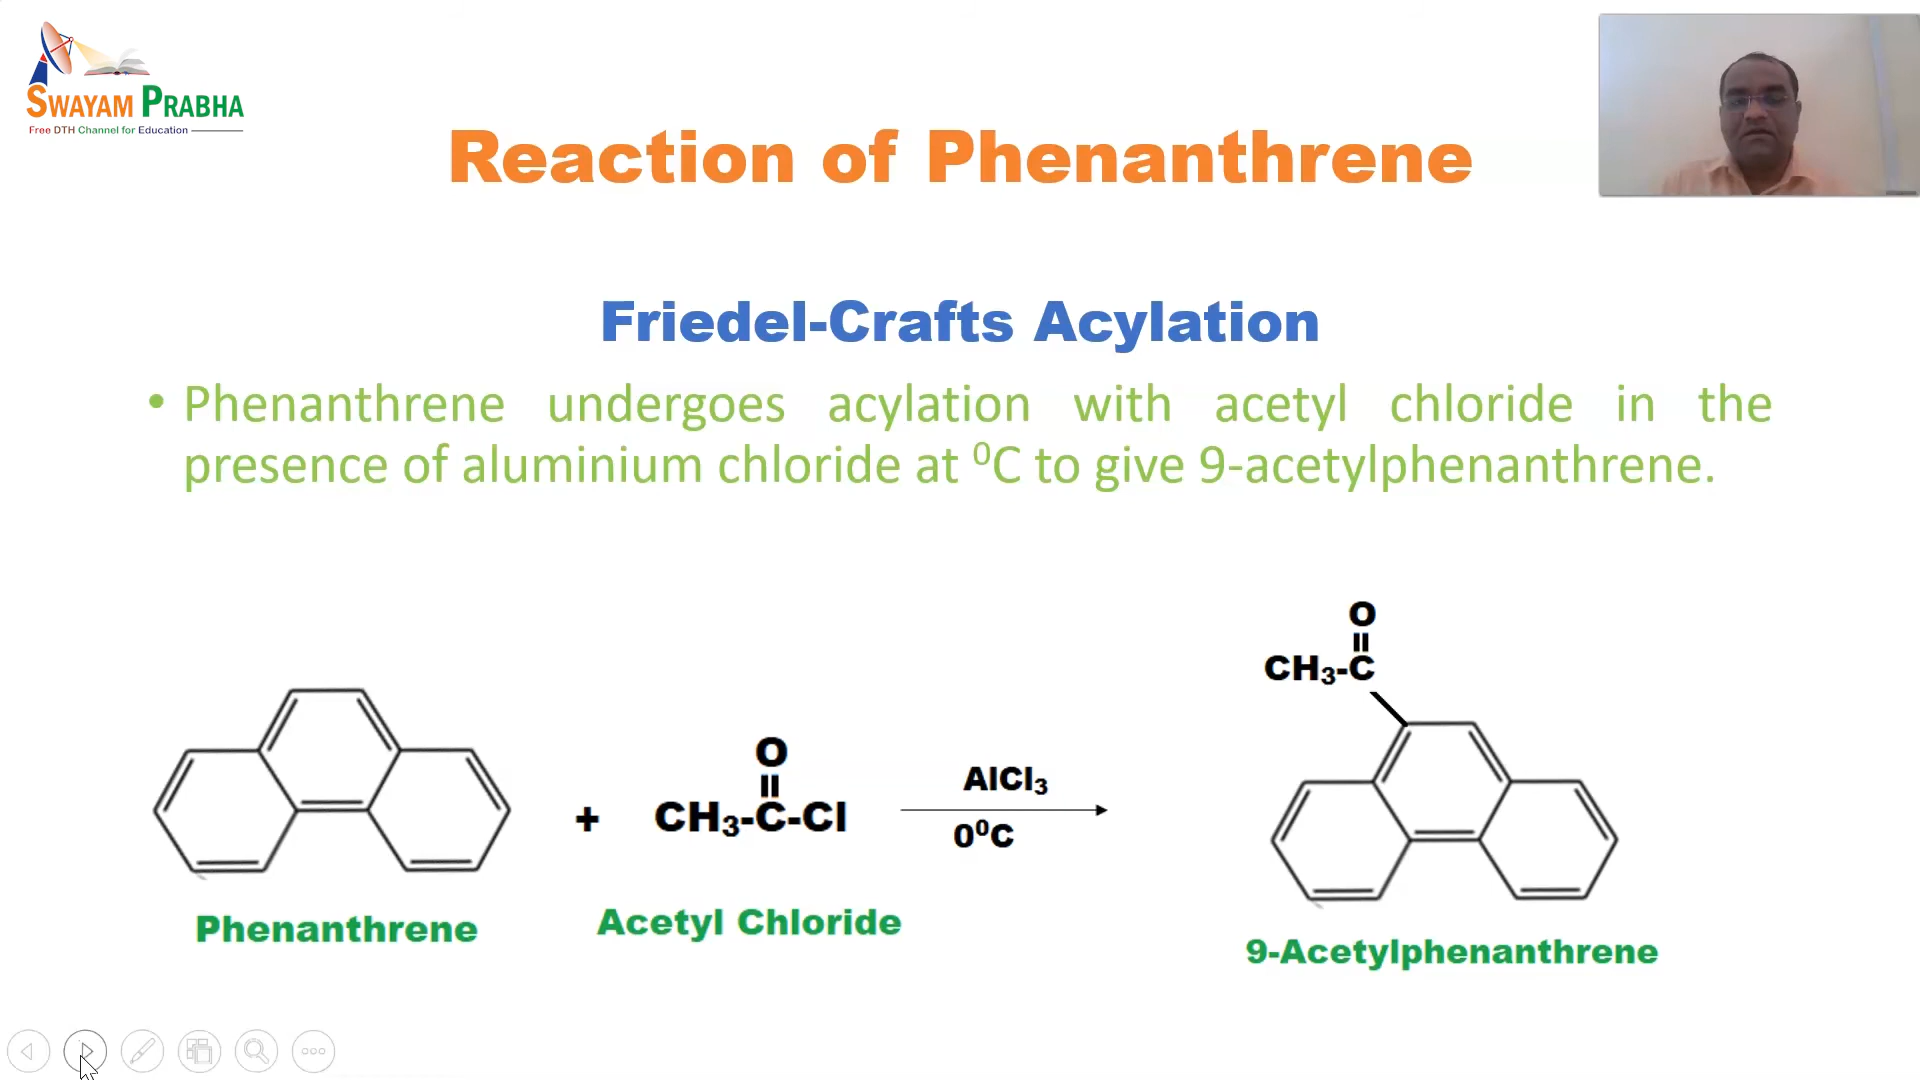 SWAYAM PRABHA
Free DTH Channel for Education
Reaction of Phenanthrene
Friedel-Crafts Acylation
• Phenanthrene undergoes acylation with acetyl chloride in the
presence of aluminium chloride at ⁰C to give 9-acetylphenanthrene.
O
CH₃-C
O
CH₃-C-Cl
+
AlCl₃
0⁰C
Phenanthrene
Acetyl Chloride
9-Acetylphenanthrene